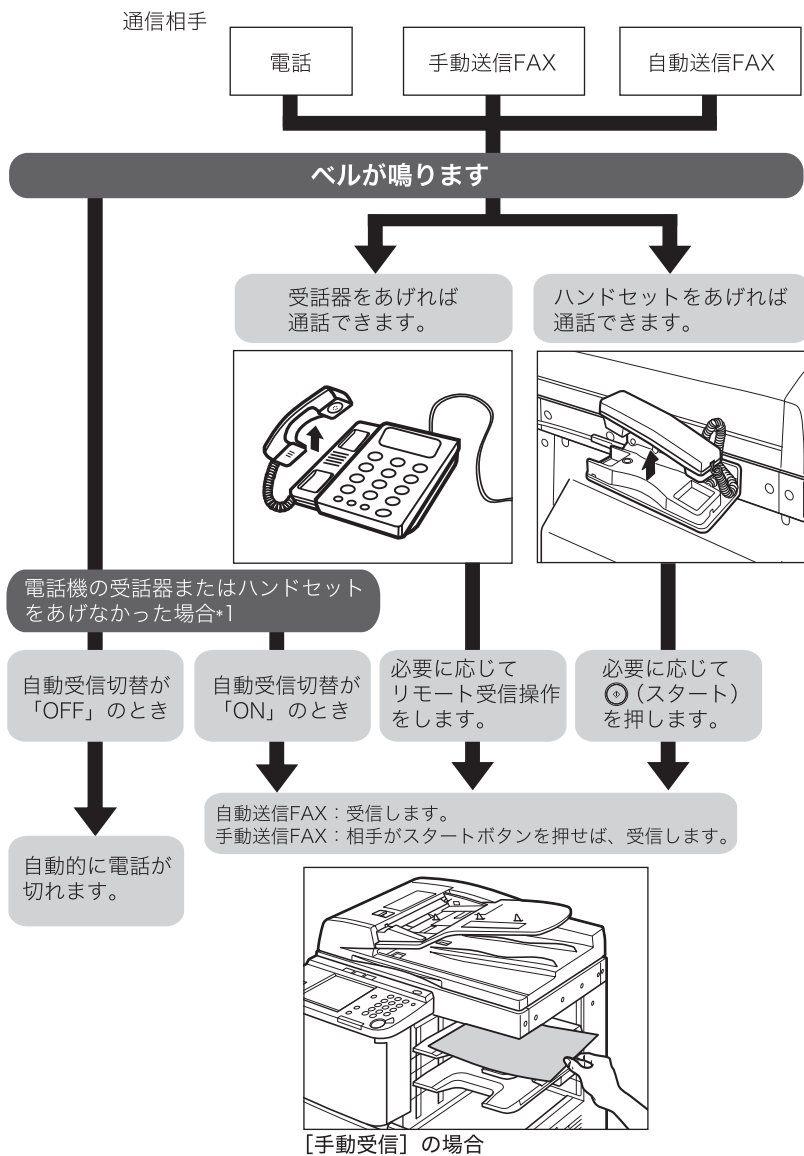 通信相手
電話
手動送信FAX
自動送信FAX
ベルが鳴ります
受話器をあげれば
通話できます。
ハンドセットをあげれば
通話できます。
電話機の受話器またはハンドセット
をあげなかった場合*1
自動受信切替が
「OFF」のとき
自動受信切替が
「ON」のとき
必要に応じて
リモート受信操作
をします。
必要に応じて
(スタート)
を押します。
自動送信FAX:受信します。
手動送信FAX:相手がスタートボタンを押せば、受信します。
自動的に電話が
切れます。
[手動受信]の場合